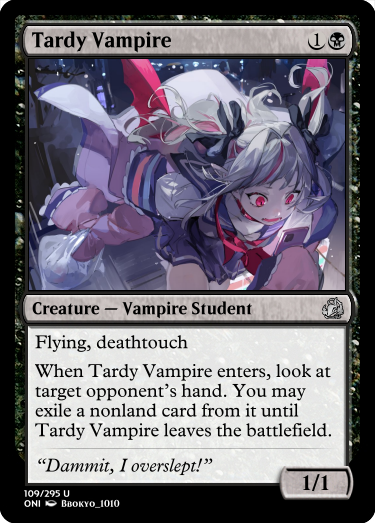 Tardy Vampire 1
Creature — Vampire Student
Flying, deathtouch
When Tardy Vampire enters, look at
target opponent's hand. You may
exile a nonland card from it until
Tardy Vampire leaves the battlefield.
“Dammit, I overslept!”
1/1
109/295 U
ONI Bbokyo_1010